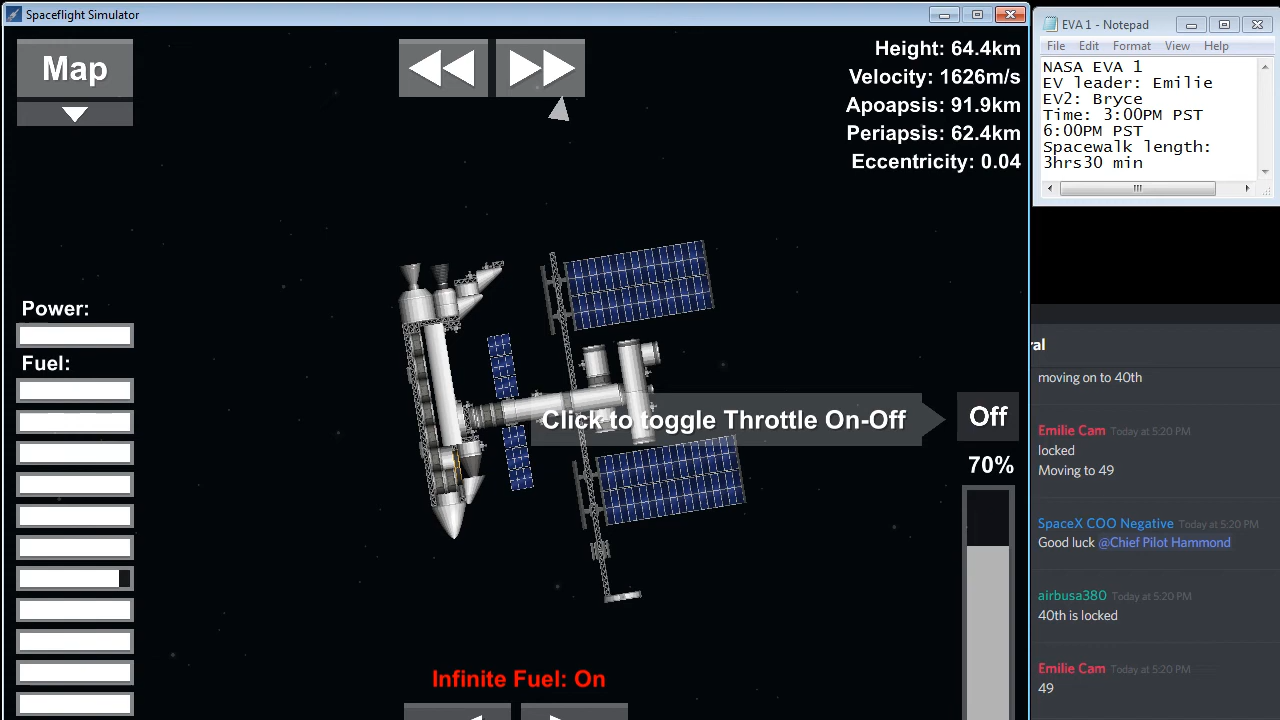 Spaceflight Simulator
Map
Height: 64.4km
Velocity: 1626m/s
Apoapsis: 91.9km
Periapsis: 62.4km
Eccentricity: 0.04
Power:
Fuel:
Click to toggle Throttle On-Off
Off
70%
Infinite Fuel: On
EVA 1 - Notepad
File Edit Format View Help
NASA EVA 1
EV leader: Emilie
EV2: Bryce
Time: 3:00PM PST
6:00PM PST
Spacewalk length:
3hrs30 min
ral
moving on to 40th
Emilie Cam Today at 5:20 PM
locked
Moving to 49
SpaceX COO Negative Today at 5:20 PM
Good luck @Chief Pilot Hammond
airbusa380 Today at 5:20 PM
40th is locked
Emilie Cam Today at 5:20 PM
49